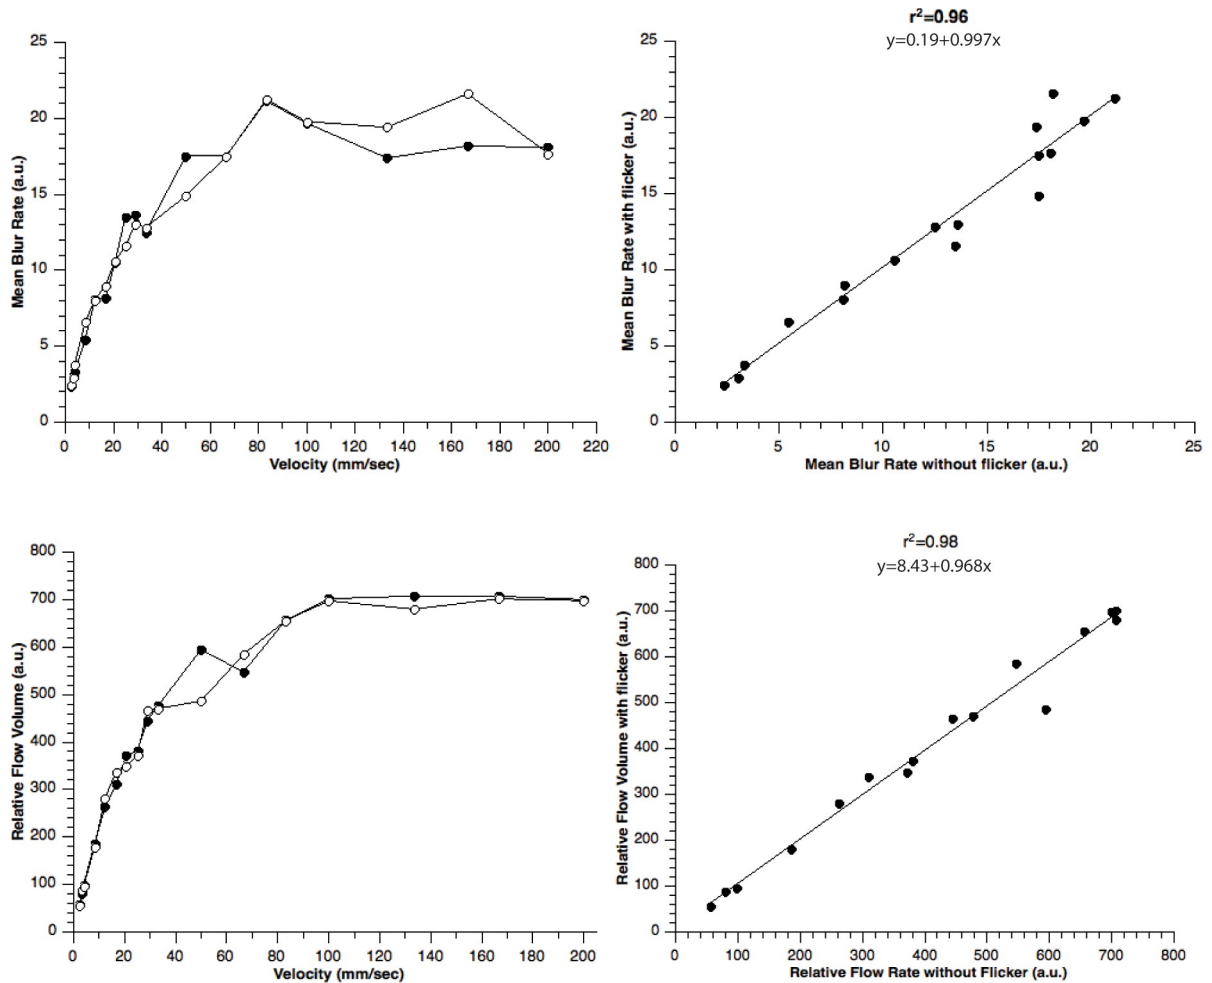 r²=0.96
y=0.19+0.997x
25
20
15
10
5
0
Mean Blur Rate (a.u.)
0 20 40 60 80 100 120 140 160 180 200 220
Velocity (mm/sec)
25
20
15
10
5
0
Mean Blur Rate with flicker (a.u.)
0 5 10 15 20 25
Mean Blur Rate without flicker (a.u.)
800
700
600
500
400
300
200
100
0
Relative Flow Volume (a.u.)
0 20 40 60 80 100 120 140 160 180 200
Velocity (mm/sec)
r²=0.98
y=8.43+0.968x
800
700
600
500
400
300
200
100
0
Relative Flow Volume with flicker (a.u.)
0 100 200 300 400 500 600 700 800
Relative Flow Rate without Flicker (a.u.)